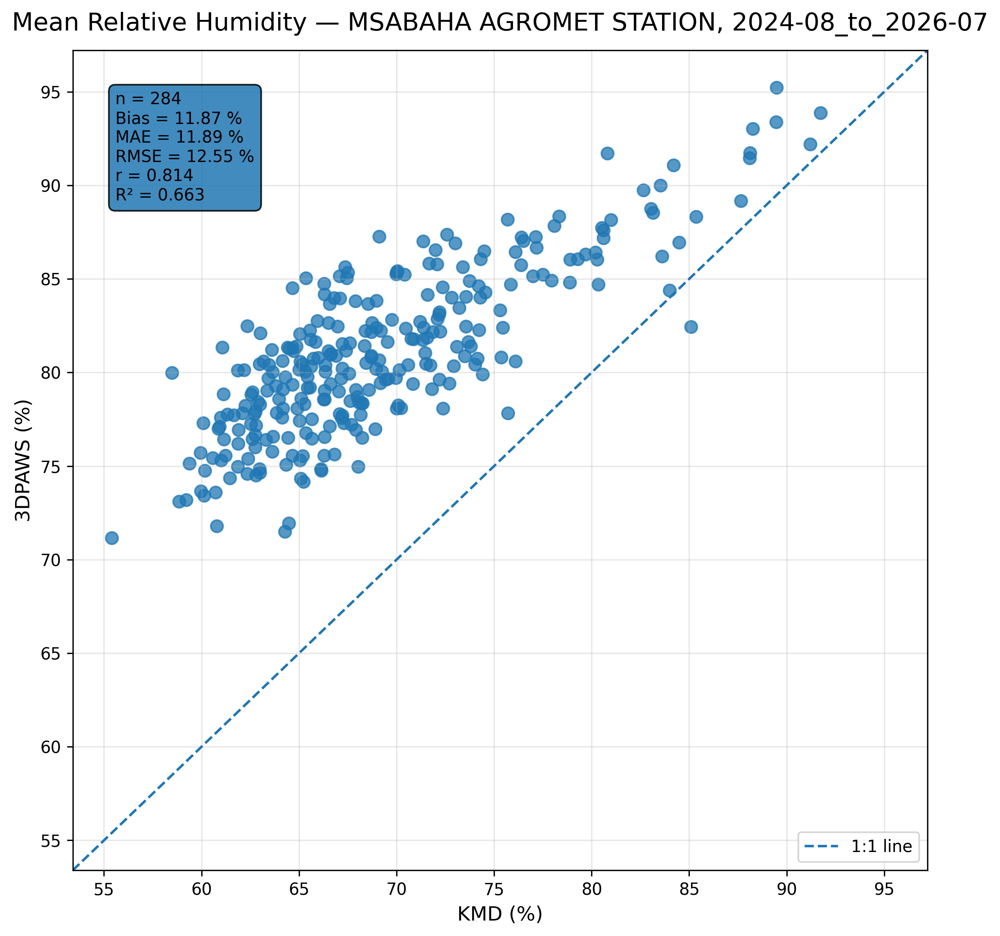 Mean Relative Humidity — MSABAHA AGROMET STATION, 2024-08_to_2026-07
n = 284
Bias = 11.87 %
MAE = 11.89 %
RMSE = 12.55 %
r = 0.814
R² = 0.663
3DPAWS (%)
95
90
85
80
75
70
65
60
55
1:1 line
55 60 65 70 75 80 85 90 95
KMD (%)